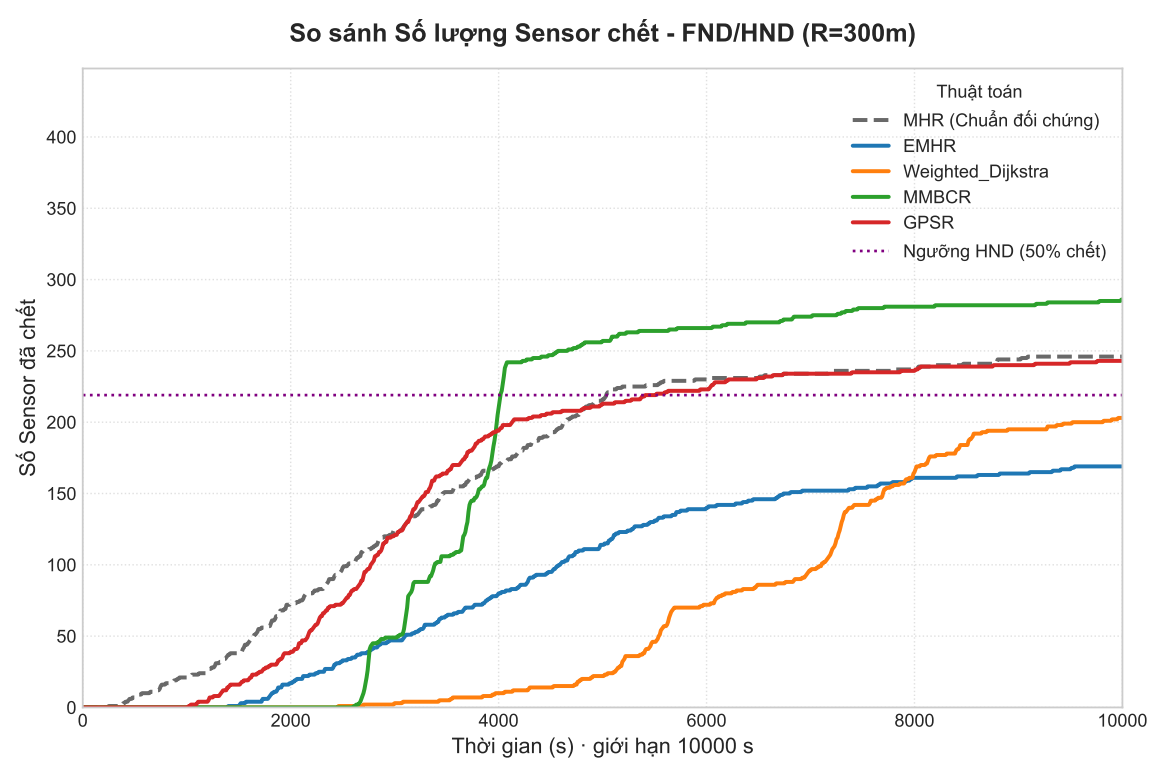 So sánh Số lượng Sensor chết - FND/HND (R=300m)
Thuật toán
MHR (Chuẩn đối chứng)
EMHR
Weighted_Dijkstra
MMBCR
GPSR
Ngưỡng HND (50% chết)
Số Sensor đã chết
400
350
300
250
200
150
100
50
0
0 2000 4000 6000 8000 10000
Thời gian (s) · giới hạn 10000 s